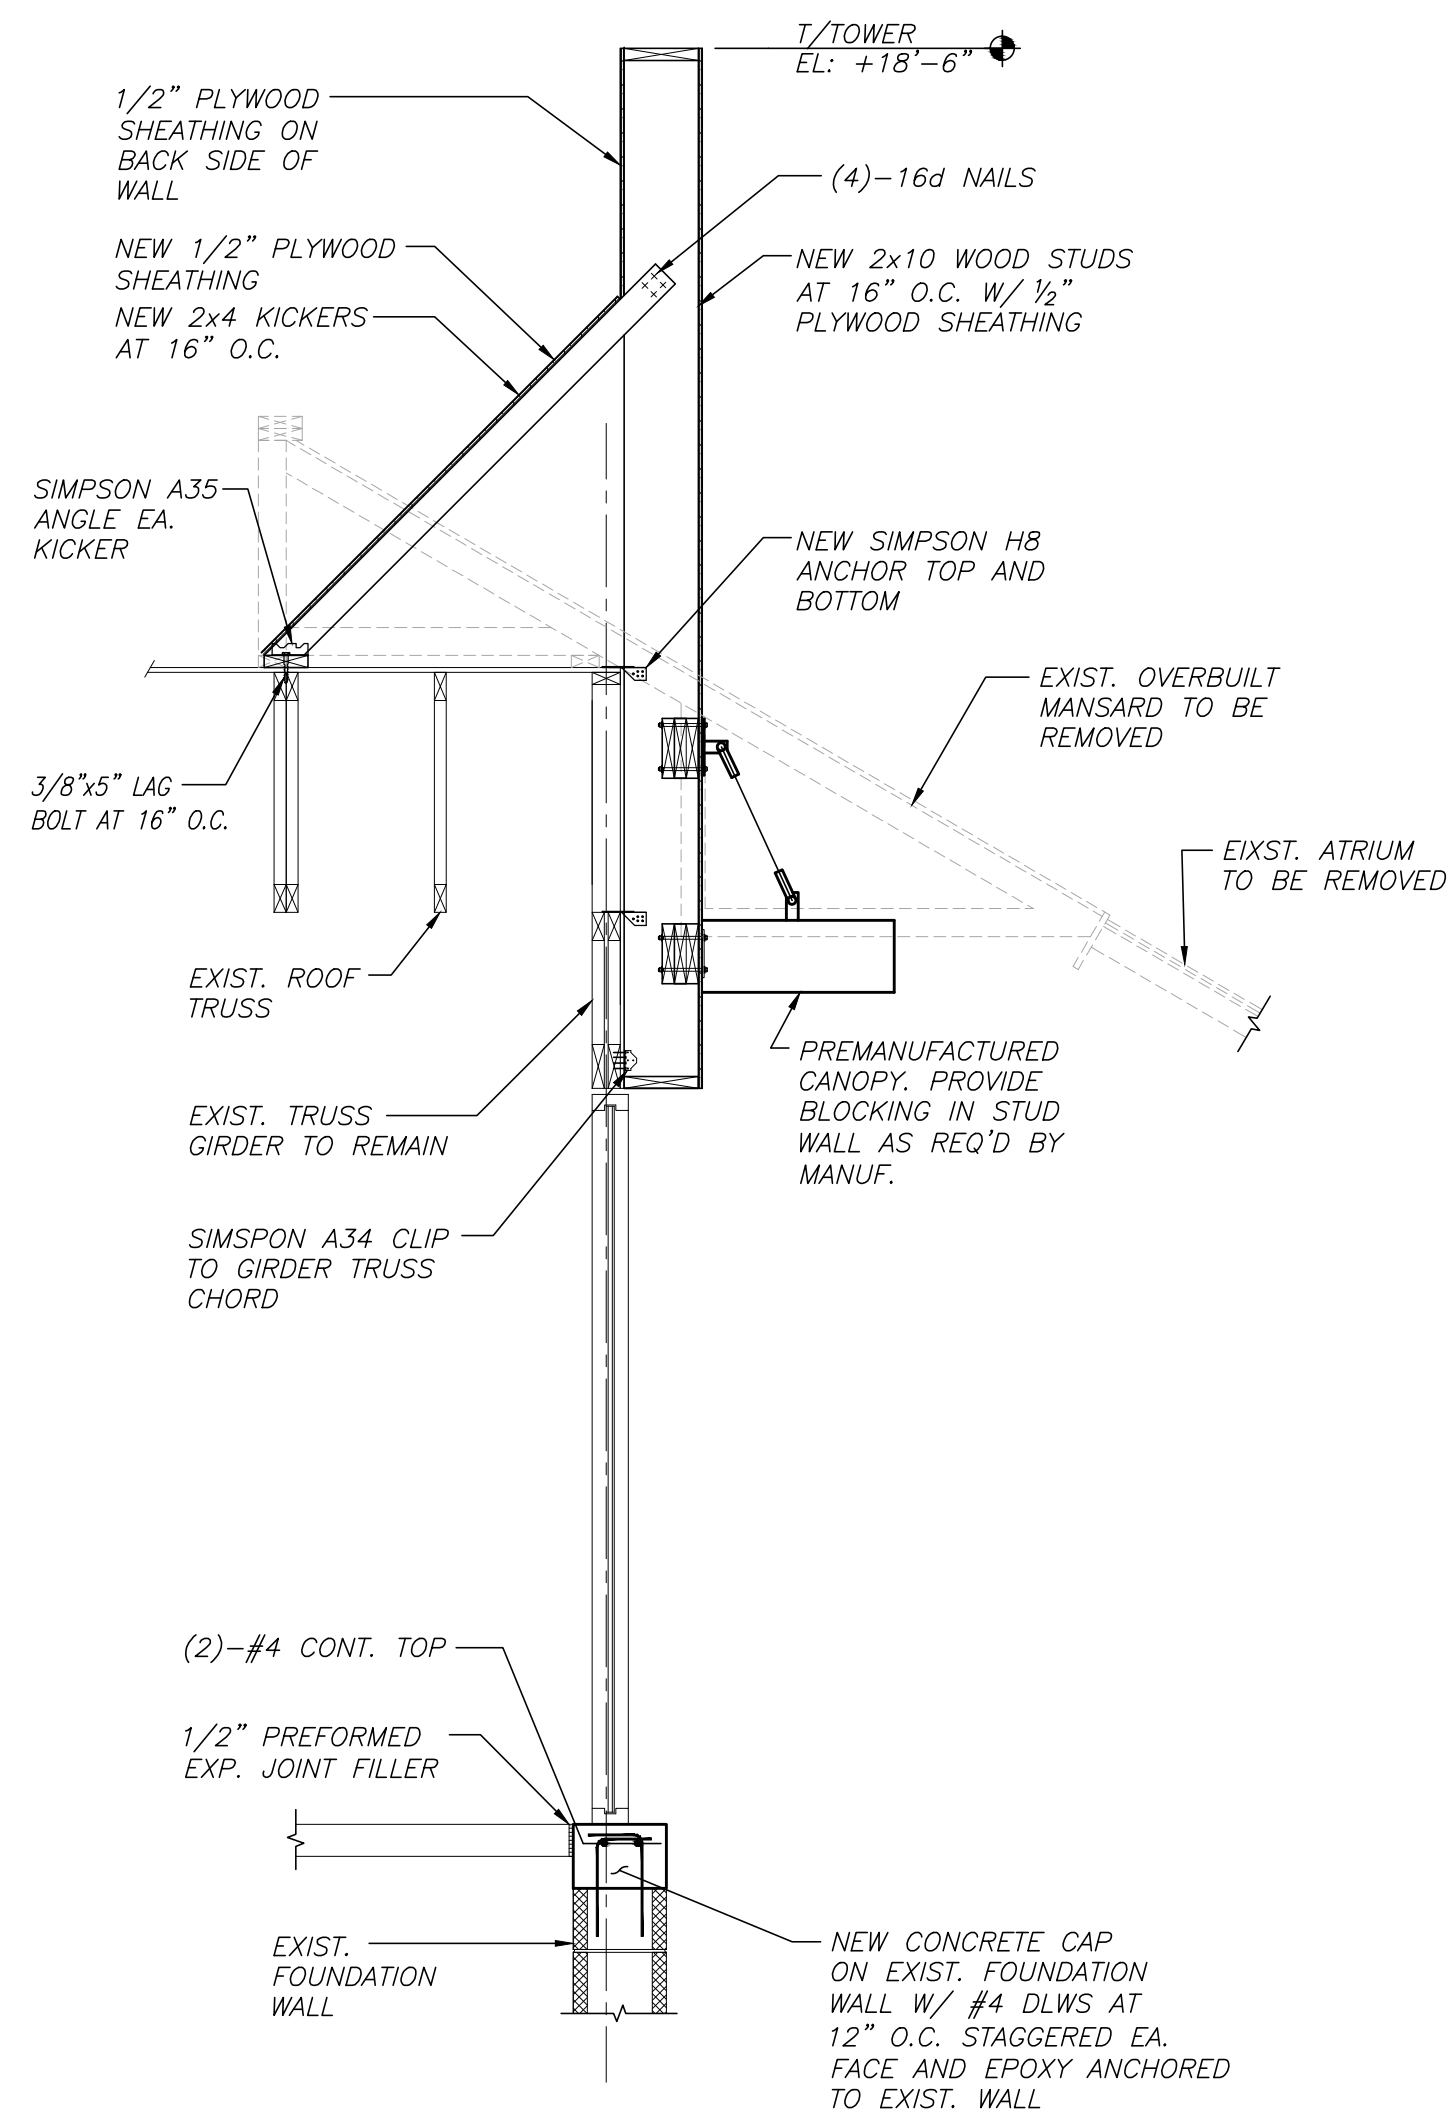 T/TOWER
EL: +18'-6"
1/2" PLYWOOD
SHEATHING ON
BACK SIDE OF
WALL
(4)-16d NAILS
NEW 1/2" PLYWOOD
SHEATHING
NEW 2x4 KICKERS
AT 16" O.C.
NEW 2x10 WOOD STUDS
AT 16" O.C. W/ ½"
PLYWOOD SHEATHING
SIMPSON A35
ANGLE EA.
KICKER
NEW SIMPSON H8
ANCHOR TOP AND
BOTTOM
EXIST. OVERBUILT
MANSARD TO BE
REMOVED
3/8"x5" LAG
BOLT AT 16" O.C.
EIXST. ATRIUM
TO BE REMOVED
EXIST. ROOF
TRUSS
PREMANUFACTURED
CANOPY. PROVIDE
BLOCKING IN STUD
WALL AS REQ'D BY
MANUF.
EXIST. TRUSS
GIRDER TO REMAIN
SIMSPON A34 CLIP
TO GIRDER TRUSS
CHORD
(2)-#4 CONT. TOP
1/2" PREFORMED
EXP. JOINT FILLER
EXIST.
FOUNDATION
WALL
NEW CONCRETE CAP
ON EXIST. FOUNDATION
WALL W/ #4 DLWS AT
12" O.C. STAGGERED EA.
FACE AND EPOXY ANCHORED
TO EXIST. WALL